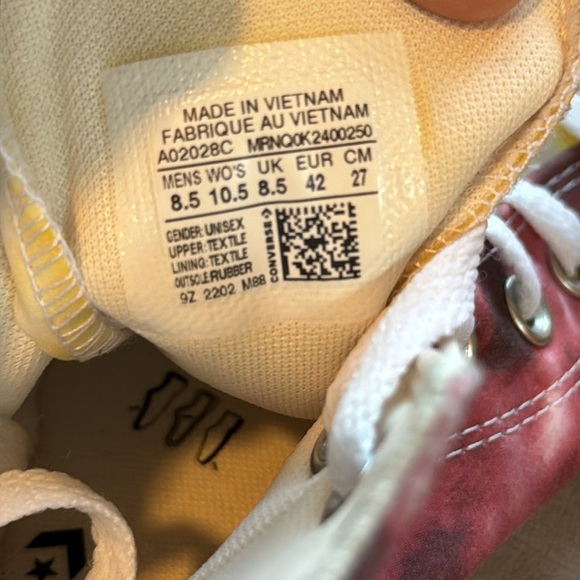 MADE IN VIETNAM
FABRIQUE AU VIETNAM
A02028C MRNQ0K2400250
MENS WO'S UK EUR CM
8.5 10.5 8.5 42 27
GENDER: UNISEX
UPPER: TEXTILE
LINING: TEXTILE
OUTSOLE: RUBBER
9Z 2202 M88
CONVERSE